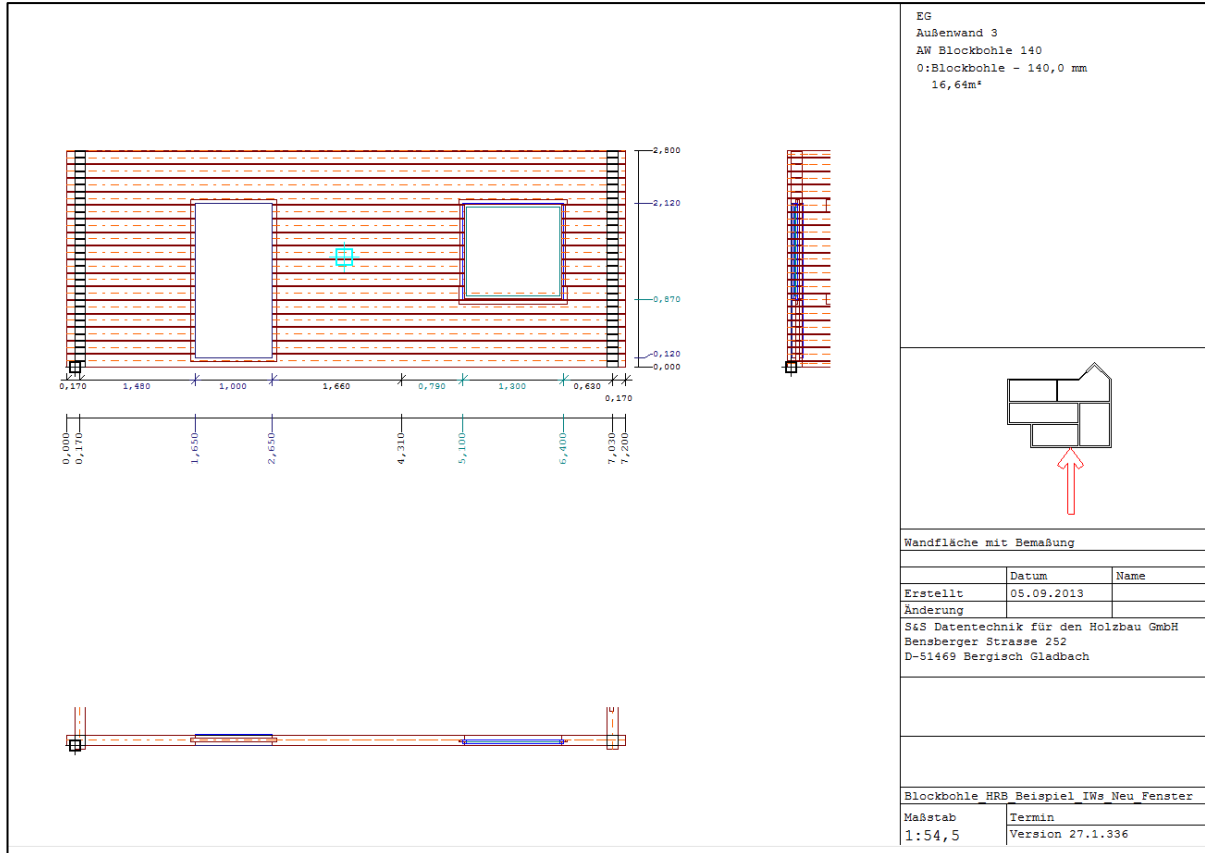 EG
Außenwand 3
AW Blockbohle 140
0:Blockbohle - 140,0 mm
16,64m²
2,800
2,120
0,870
0,120
0,000
0,170 1,480 1,000 1,660 0,790 1,300 0,630
0,170
0,000 0,170 1,650 2,650 4,310 5,100 6,400 7,030 7,200
Wandfläche mit Bemaßung
Datum Name
Erstellt 05.09.2013
Änderung
S&S Datentechnik für den Holzbau GmbH
Bensberger Strasse 252
D-51469 Bergisch Gladbach
Blockbohle_HRB_Beispiel_IWs_Neu_Fenster
Maßstab Termin
1:54,5 Version 27.1.336